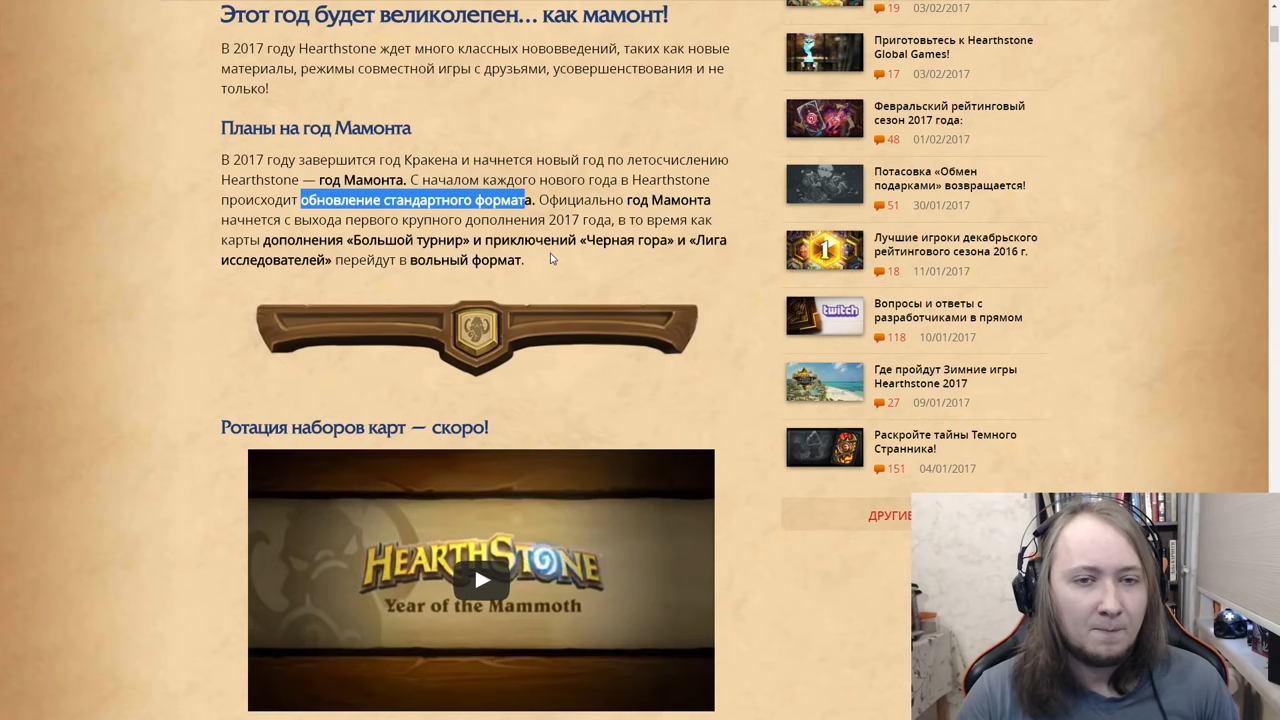 Этот год будет великолепен... как мамонт!
В 2017 году Hearthstone ждет много классных нововведений, таких как новые
материалы, режимы совместной игры с друзьями, усовершенствования и не
только!
Планы на год Мамонта
В 2017 году завершится год Кракена и начнется новый год по летосчислению
Hearthstone — год Мамонта. С началом каждого нового года в Hearthstone
происходит обновление стандартного формата. Официально год Мамонта
начнется с выхода первого крупного дополнения 2017 года, в то время как
карты дополнения «Большой турнир» и приключений «Черная гора» и «Лига
исследователей» перейдут в вольный формат.
Ротация наборов карт — скоро!
HEARTHSTONE
Year of the Mammoth
19 03/02/2017
Приготовьтесь к Hearthstone
Global Games!
17 03/02/2017
Февральский рейтинговый
сезон 2017 года:
48 01/02/2017
Потасовка «Обмен
подарками» возвращается!
51 30/01/2017
Лучшие игроки декабрьского
рейтингового сезона 2016 г.
1
18 11/01/2017
Вопросы и ответы с
разработчиками в прямом
twitch
118 10/01/2017
Где пройдут Зимние игры
Hearthstone 2017
27 09/01/2017
Раскройте тайны Темного
Странника!
151 04/01/2017
ДРУГИЕ